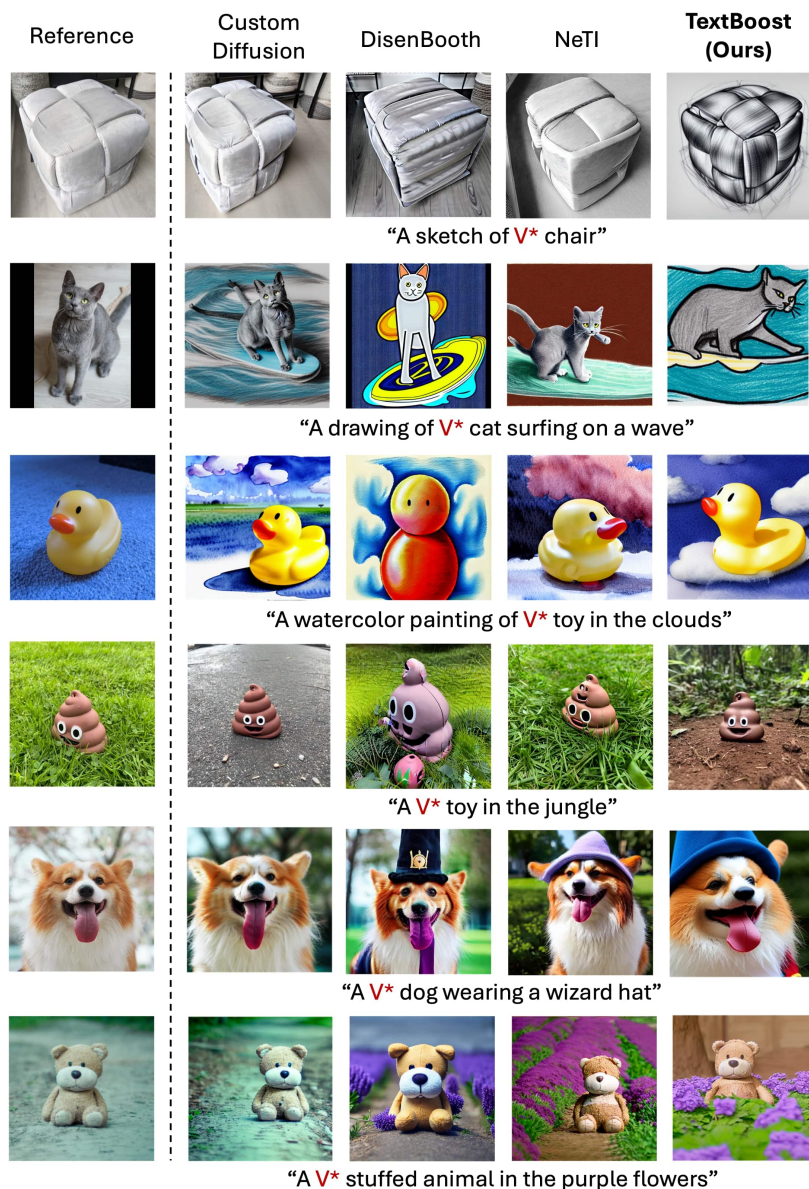 Reference
Custom
Diffusion
DisenBooth
NeTI
TextBoost
(Ours)
“A sketch of V* chair”
“A drawing of V* cat surfing on a wave”
“A watercolor painting of V* toy in the clouds”
“A V* toy in the jungle”
“A V* dog wearing a wizard hat”
“A V* stuffed animal in the purple flowers”